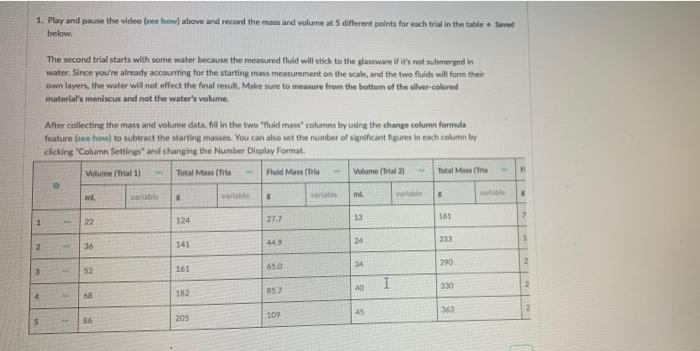 1. Play and pause the video (see how) above and record the mass and volume at 5 different points for each trial in the table • Saved
below.
The second trial starts with some water because the measured fluid will stick to the glassware if it's not submerged in
water. Since you're already accounting for the starting mass measurement on the scale, and the two fluids will form their
own layers, the water will not effect the final result. Make sure to measure from the bottom of the silver-colored
material's meniscus and not the water's volume.
After collecting the mass and volume data, fill in the two "fluid mass" columns by using the change column formula
feature (see how) to subtract the starting masses. You can also set the number of significant figures in each column by
clicking "Column Settings" and changing the Number Display Format.
Volume (Trial 1) Total Mass (Tria Fluid Mass (Tria Volume (Trial 2) Total Mass (Tria
mL variable g variable g variable mL variable g variable g
1 22 124 27.7 13 161 7
2 36 141 44.9 24 233 1
3 52 161 65.0 34 290 2
4 68 182 85.7 40 330 2
5 86 205 109 45 363 2